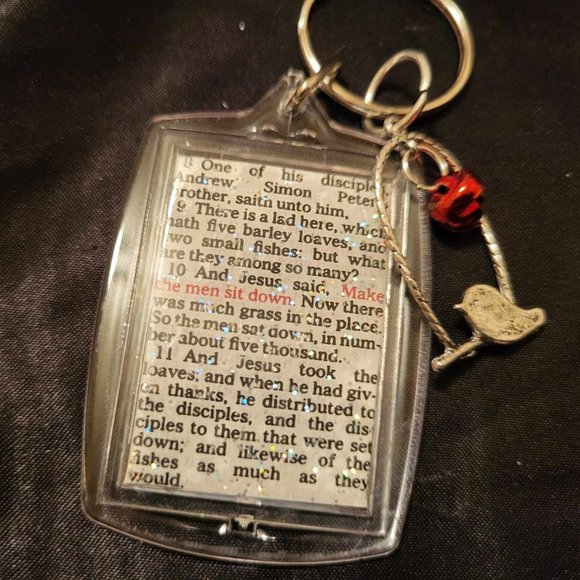 8 One of his disciples,
Andrew, Simon Peter's
brother, saith unto him,
9 There is a lad here, which
hath five barley loaves, and
two small fishes: but what
are they among so many?
10 And Jesus said, Make
the men sit down. Now there
was much grass in the place.
So the men sat down, in num-
ber about five thousand.
11 And Jesus took the
loaves; and when he had giv-
en thanks, he distributed to
the disciples, and the dis-
ciples to them that were set
down; and likewise of the
fishes as much as they
would.